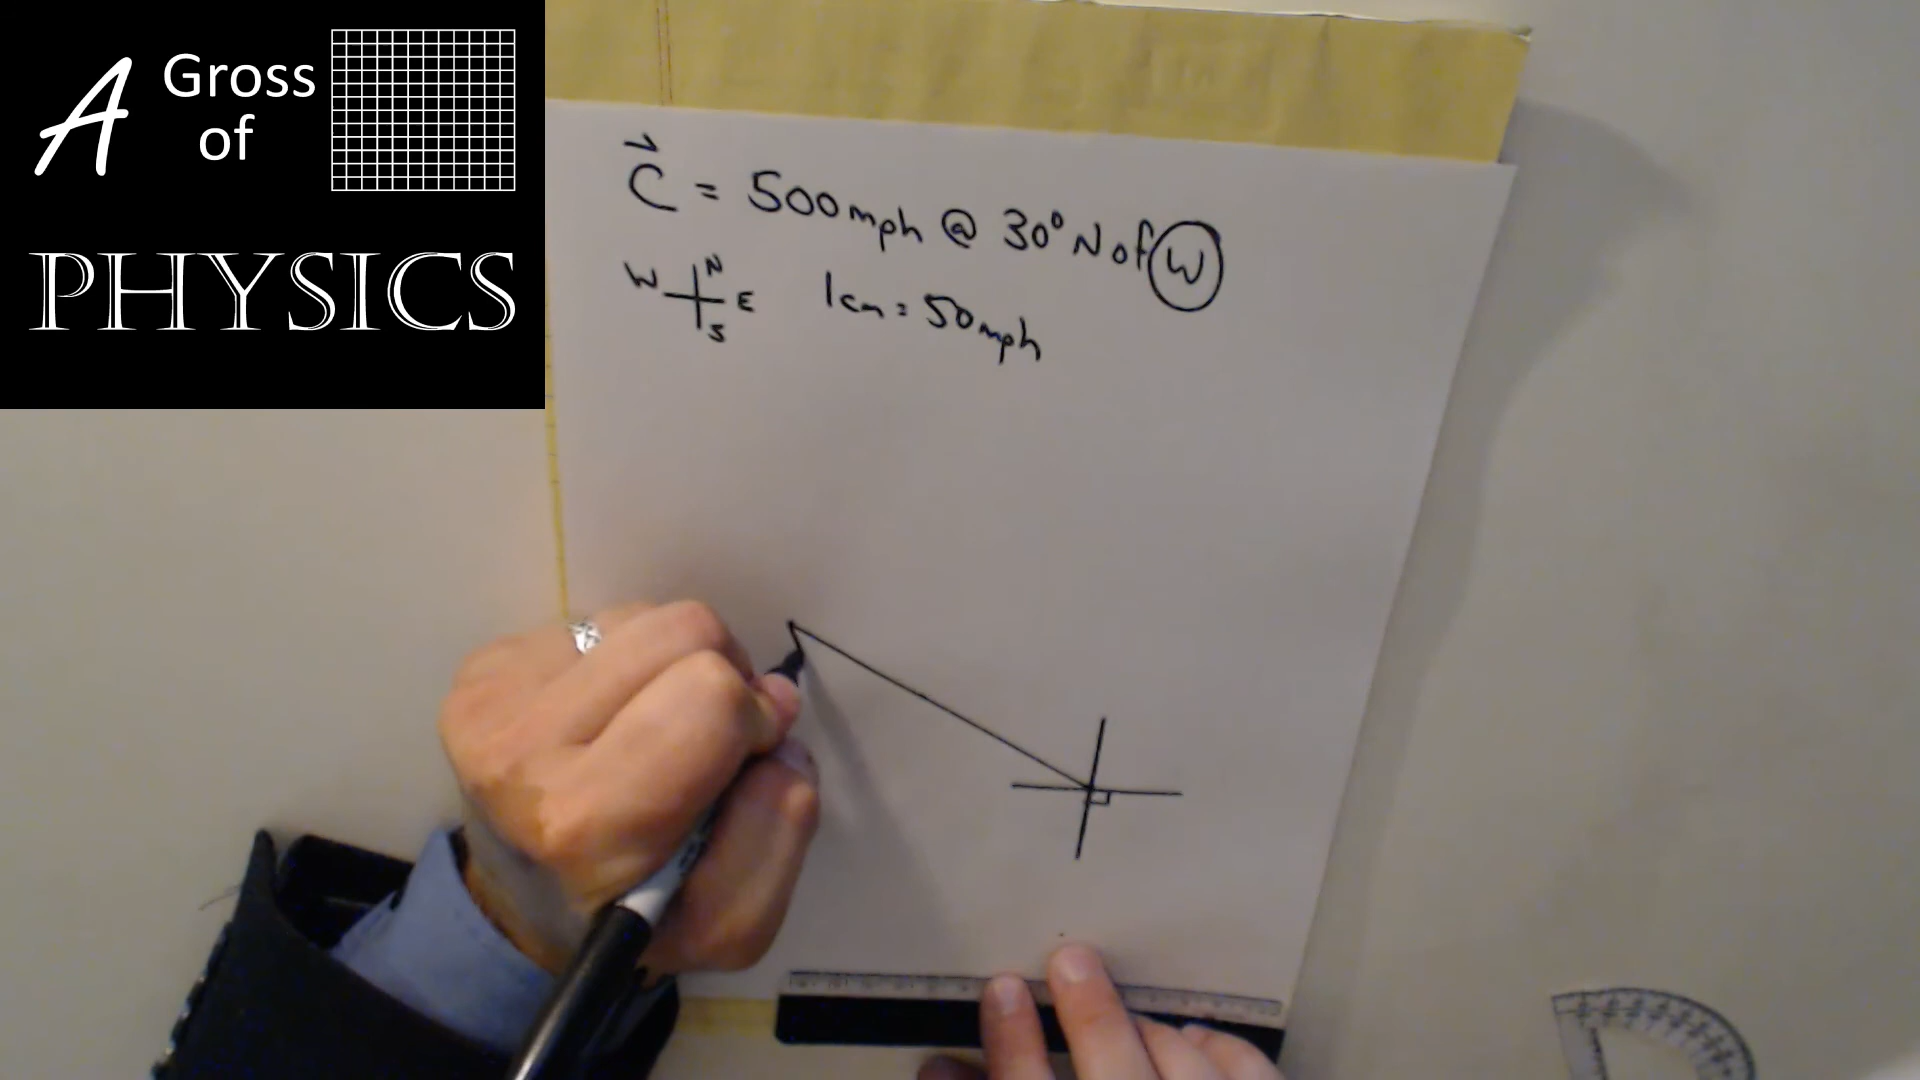 A Gross
of
PHYSICS
C = 500mph @ 30° N of W
N
W E
S
1cm = 50mph